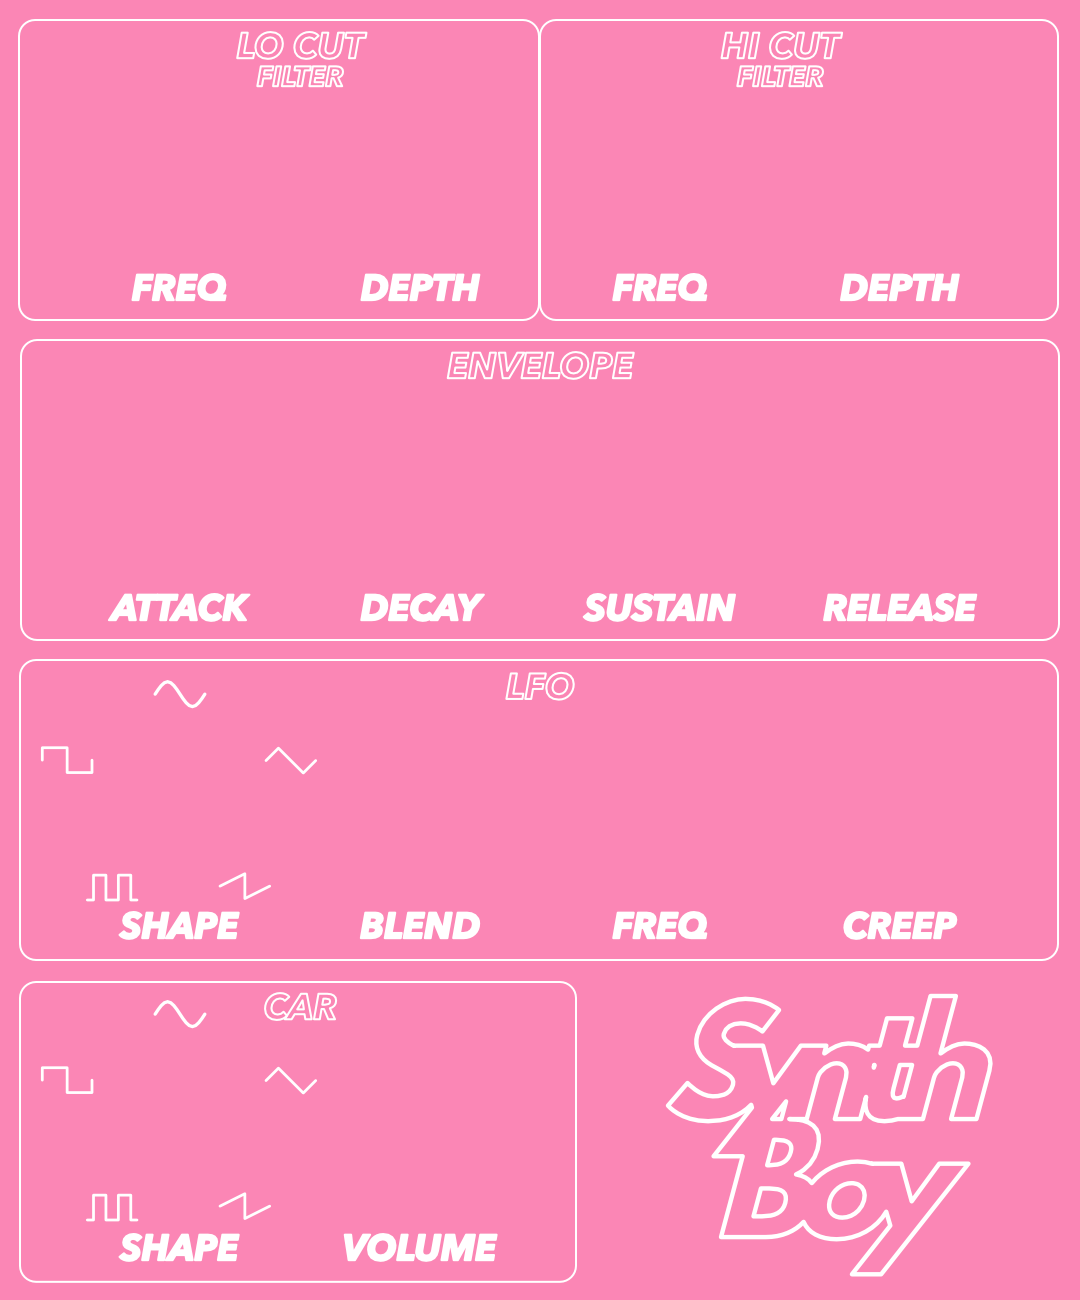 LO CUT
FILTER
HI CUT
FILTER
FREQ DEPTH
FREQ DEPTH
ENVELOPE
ATTACK DECAY SUSTAIN RELEASE
LFO
SHAPE BLEND FREQ CREEP
CAR
SHAPE VOLUME
Synth
Boy